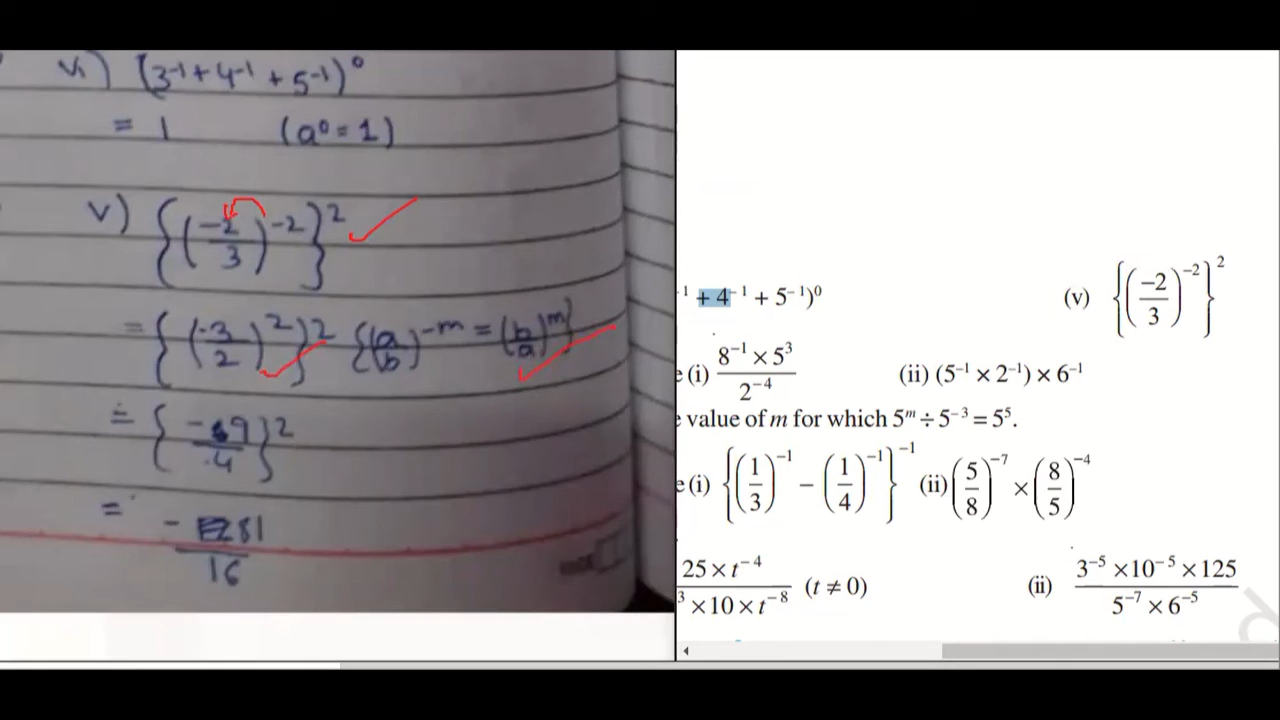 vi) (3⁻¹ + 4⁻¹ + 5⁻¹)⁰
= 1 (a⁰ = 1)
v) {(-2/3)⁻²}²
= {(-3/2)²}² {(a/b)⁻ᵐ = (b/a)ᵐ}
= {-9/4}²
= -81/16
⁻¹ + 4⁻¹ + 5⁻¹)⁰ (v) {(-2/3)⁻²}²
e (i) 8⁻¹ × 5³ / 2⁻⁴ (ii) (5⁻¹ × 2⁻¹) × 6⁻¹
e value of m for which 5ᵐ ÷ 5⁻³ = 5⁵.
e (i) {(1/3)⁻¹ − (1/4)⁻¹}⁻¹ (ii) (5/8)⁻⁷ × (8/5)⁻⁴
25 × t⁻⁴ / ³ × 10 × t⁻⁸ (t ≠ 0) (ii) 3⁻⁵ × 10⁻⁵ × 125 / 5⁻⁷ × 6⁻⁵